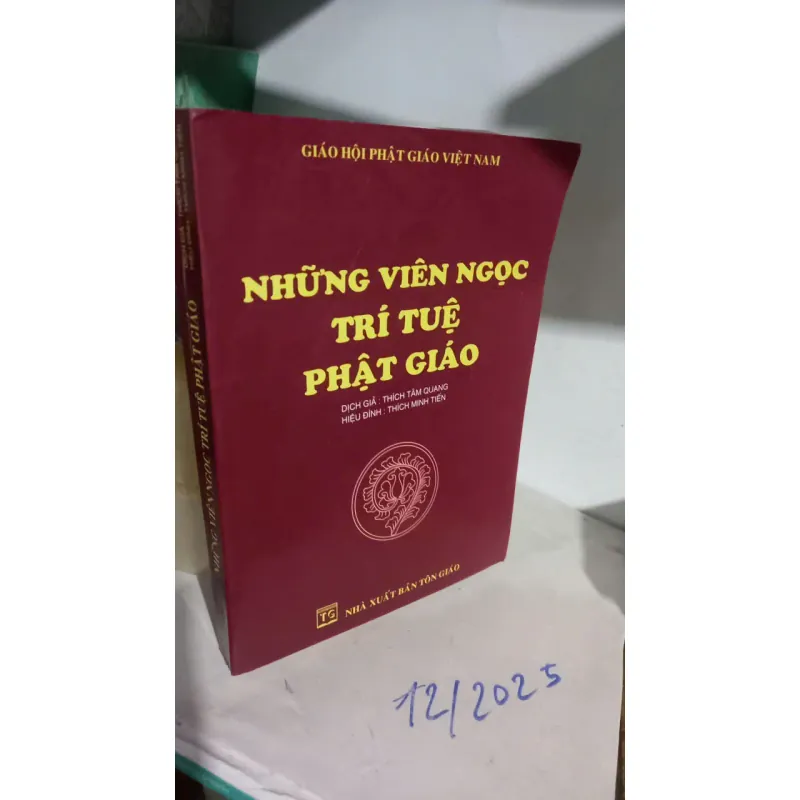 GIÁO HỘI PHẬT GIÁO VIỆT NAM
NHỮNG VIÊN NGỌC
TRÍ TUỆ
PHẬT GIÁO
DỊCH GIẢ : THÍCH TÂM QUANG
HIỆU ĐÍNH : THÍCH MINH TIẾN
TG
NHÀ XUẤT BẢN TÔN GIÁO
NHỮNG VIÊN NGỌC TRÍ TUỆ PHẬT GIÁO
12/2025